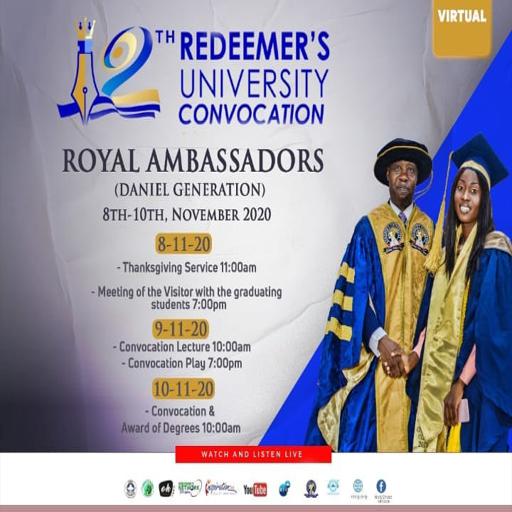 VIRTUAL
12TH REDEEMER'S
UNIVERSITY
CONVOCATION
ROYAL AMBASSADORS
(DANIEL GENERATION)
8TH-10TH, NOVEMBER 2020
8-11-20
- Thanksgiving Service 11:00am
- Meeting of the Visitor with the graduating
students 7:00pm
9-11-20
- Convocation Lecture 10:00am
- Convocation Play 7:00pm
10-11-20
- Convocation &
Award of Degrees 10:00am
WATCH AND LISTEN LIVE
YouTube